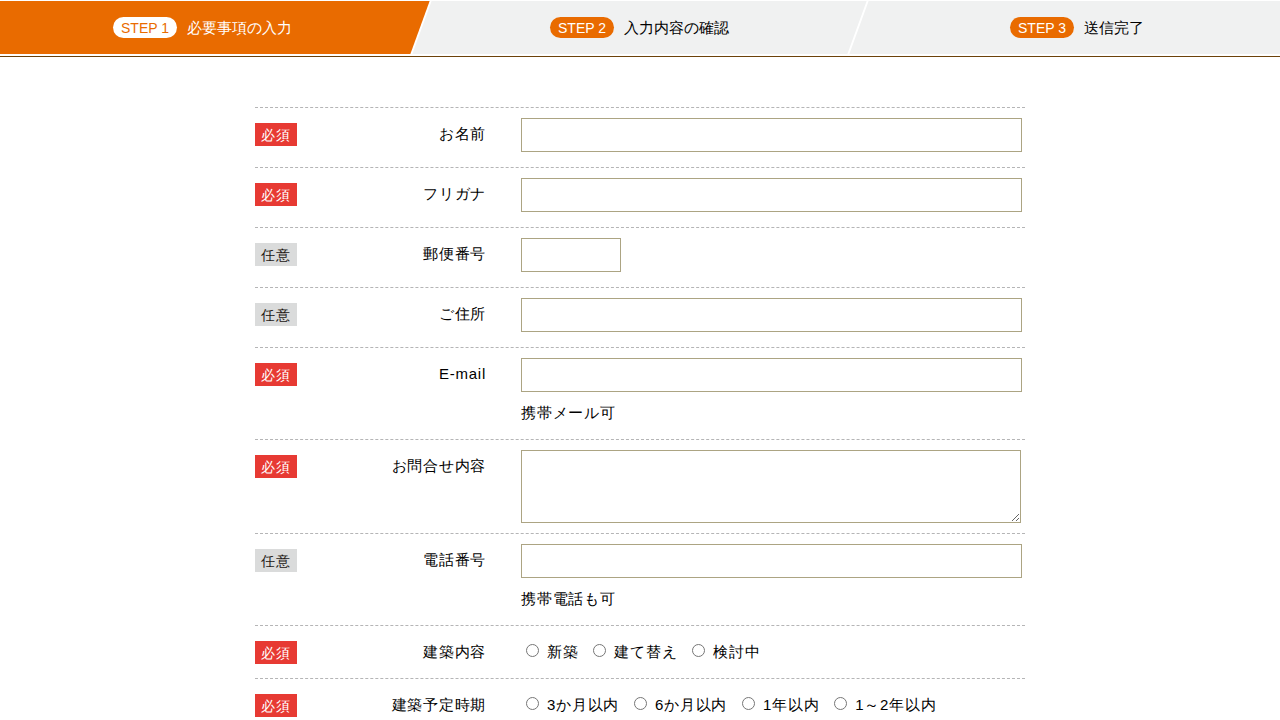 STEP 1 必要事項の入力 STEP 2 入力内容の確認 STEP 3 送信完了
必須 お名前
必須 フリガナ
任意 郵便番号
任意 ご住所
必須 E-mail
携帯メール可
必須 お問合せ内容
任意 電話番号
携帯電話も可
必須 建築内容 新築 建て替え 検討中
必須 建築予定時期 3か月以内 6か月以内 1年以内 1～2年以内